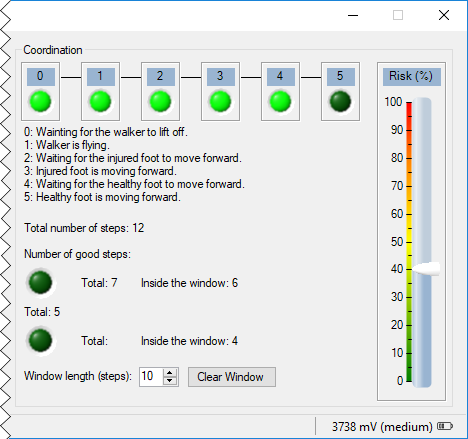 Coordination
0 1 2 3 4 5
0: Wainting for the walker to lift off.
1: Walker is flying.
2: Waiting for the injured foot to move forward.
3: Injured foot is moving forward.
4: Waiting for the healthy foot to move forward.
5: Healthy foot is moving forward.
Total number of steps: 12
Number of good steps:
Total: 7 Inside the window: 6
Total: 5
Total: Inside the window: 4
Window length (steps): 10 Clear Window
Risk (%)
100
90
80
70
60
50
40
30
20
10
0
3738 mV (medium)